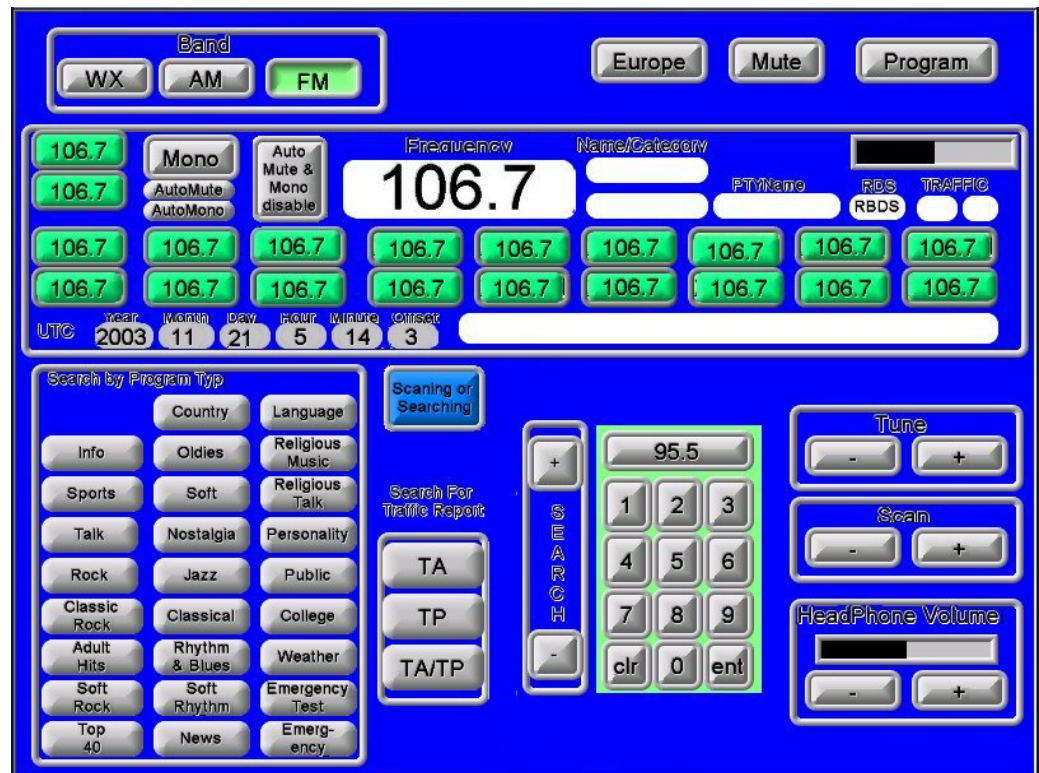 Band
WX AM FM
Europe Mute Program
106.7
106.7
Mono
AutoMute
AutoMono
Auto
Mute &
Mono
disable
Frequency
106.7
Name/Category
PTYName
RDS
RBDS
TRAFFIC
106.7 106.7 106.7 106.7 106.7 106.7 106.7 106.7 106.7
106.7 106.7 106.7 106.7 106.7 106.7 106.7 106.7 106.7
UTC
Year Month Day Hour Minute Offset
2003 11 21 5 14 3
Search by Program Typ
Country Language
Info Oldies Religious
Music
Sports Soft Religious
Talk
Talk Nostalgia Personality
Rock Jazz Public
Classic
Rock
Classical College
Adult
Hits
Rhythm
& Blues
Weather
Soft
Rock
Soft
Rhythm
Emergency
Test
Top
40
News
Emerg-
ency
Scaning or
Searching
Search For
Traffic Report
TA
TP
TA/TP
+
SEARCH
-
95.5
1 2 3
4 5 6
7 8 9
clr 0 ent
Tune
- +
Scan
- +
HeadPhone Volume
- +